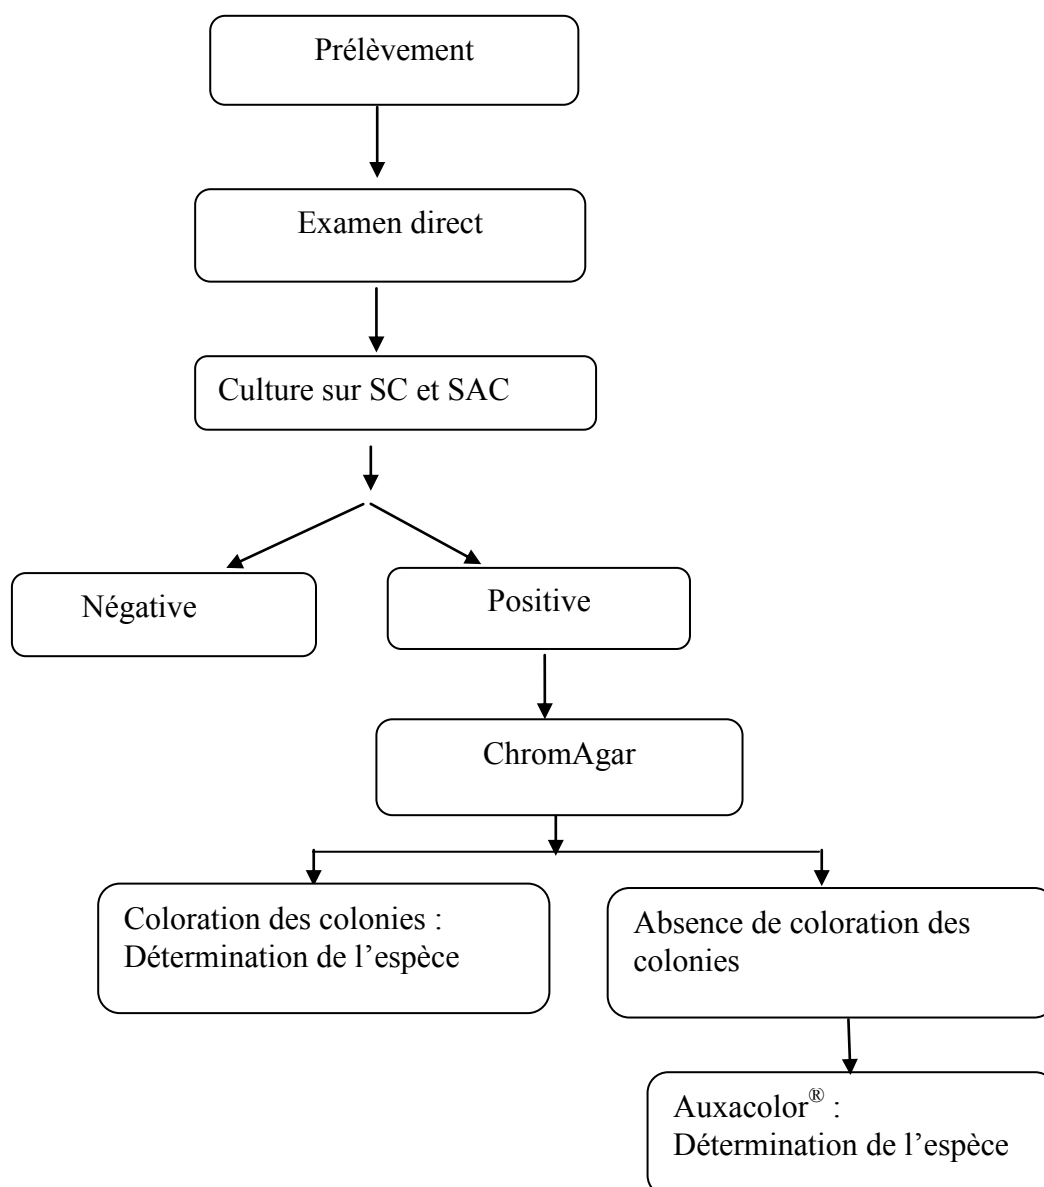 Prélèvement
Examen direct
Culture sur SC et SAC
Négative
Positive
ChromAgar
Coloration des colonies :
Détermination de l’espèce
Absence de coloration des
colonies
Auxacolor® :
Détermination de l’espèce